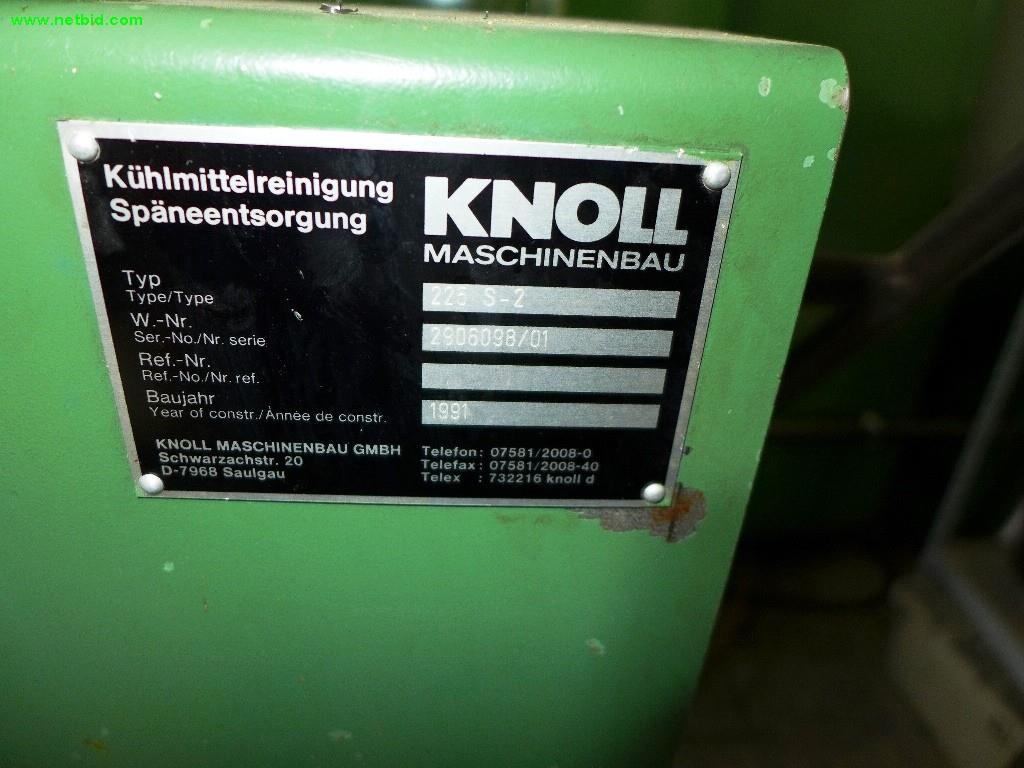 www.netbid.com
Kühlmittelreinigung
Späneentsorgung
KNOLL
MASCHINENBAU
Typ
Type/Type
225 S-2
W.-Nr.
Ser.-No./Nr. serie
2906098/01
Ref.-Nr.
Ref.-No./Nr. ref.
Baujahr
Year of constr./Année de constr.
1991
KNOLL MASCHINENBAU GMBH
Schwarzachstr. 20
D-7968 Saulgau
Telefon: 07581/2008-0
Telefax: 07581/2008-40
Telex : 732216 knoll d